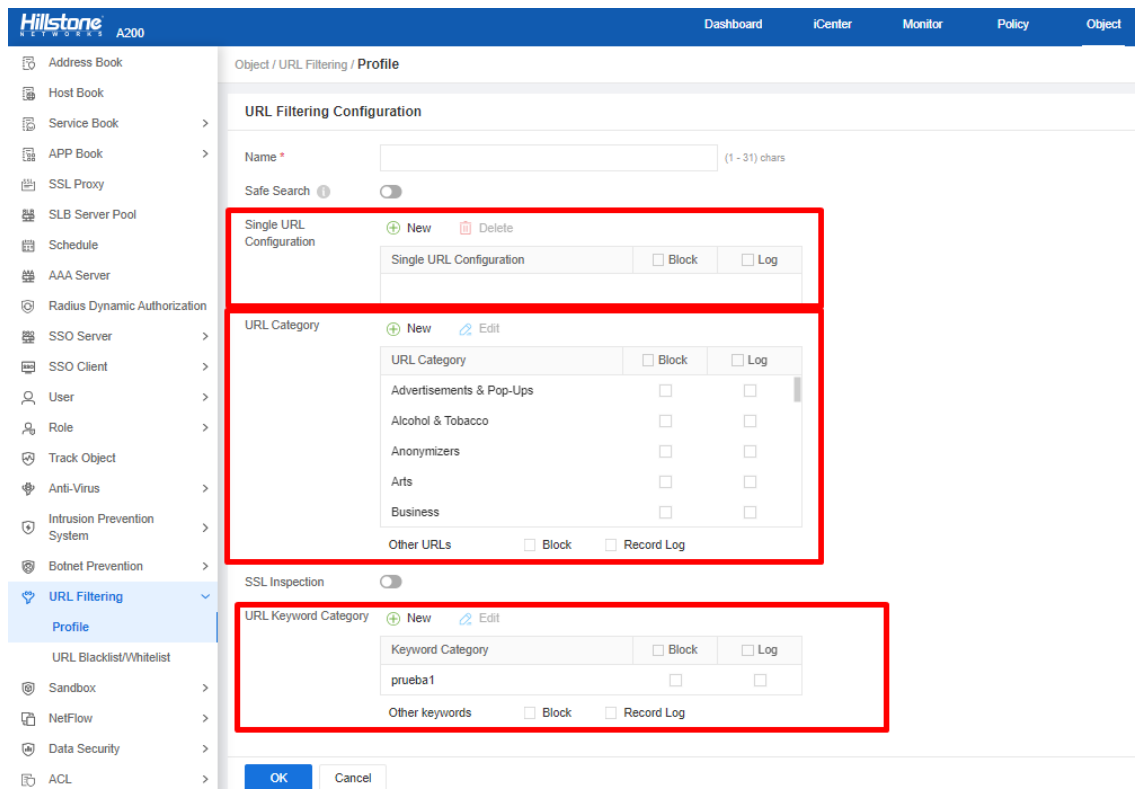 Hillstone
NETWORKS A200
Dashboard iCenter Monitor Policy Object
Address Book
Host Book
Service Book
APP Book
SSL Proxy
SLB Server Pool
Schedule
AAA Server
Radius Dynamic Authorization
SSO Server
SSO Client
User
Role
Track Object
Anti-Virus
Intrusion Prevention
System
Botnet Prevention
URL Filtering
Profile
URL Blacklist/Whitelist
Sandbox
NetFlow
Data Security
ACL
Object / URL Filtering / Profile
URL Filtering Configuration
Name * (1 - 31) chars
Safe Search
Single URL
Configuration
New Delete
Single URL Configuration Block Log
URL Category New Edit
URL Category Block Log
Advertisements & Pop-Ups
Alcohol & Tobacco
Anonymizers
Arts
Business
Other URLs Block Record Log
SSL Inspection
URL Keyword Category New Edit
Keyword Category Block Log
prueba1
Other keywords Block Record Log
OK Cancel